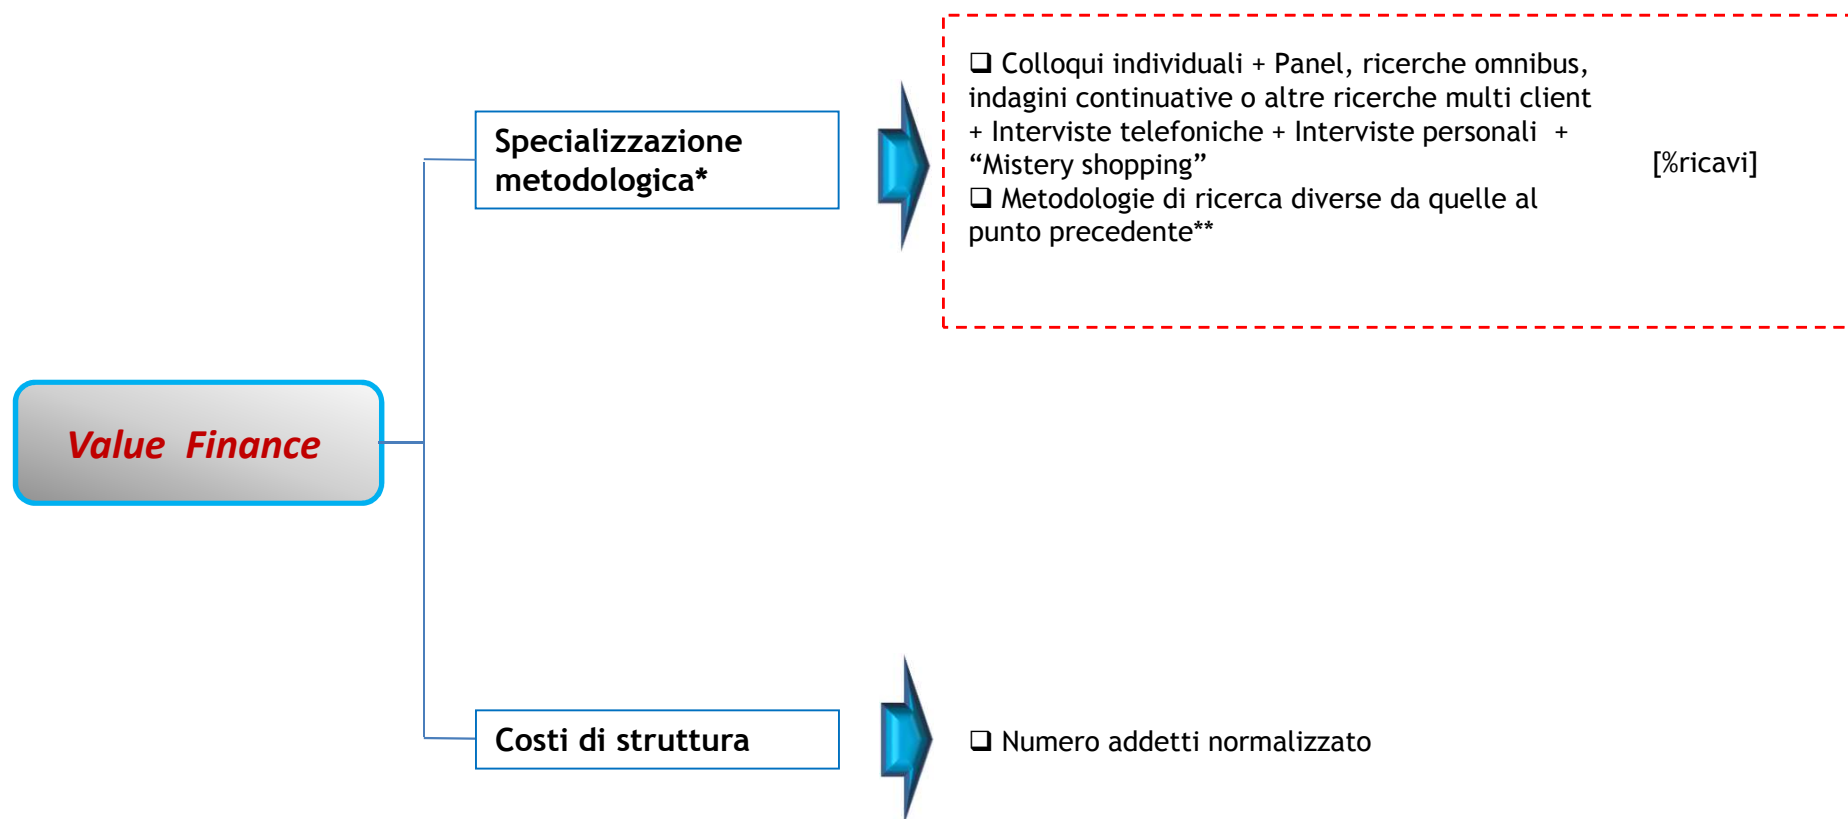 ❑ Colloqui individuali + Panel, ricerche omnibus,
indagini continuative o altre ricerche multi client
+ Interviste telefoniche + Interviste personali +
“Mistery shopping”
[%ricavi]
❑ Metodologie di ricerca diverse da quelle al
punto precedente**
Specializzazione
metodologica*
Value Finance
Costi di struttura
❑ Numero addetti normalizzato